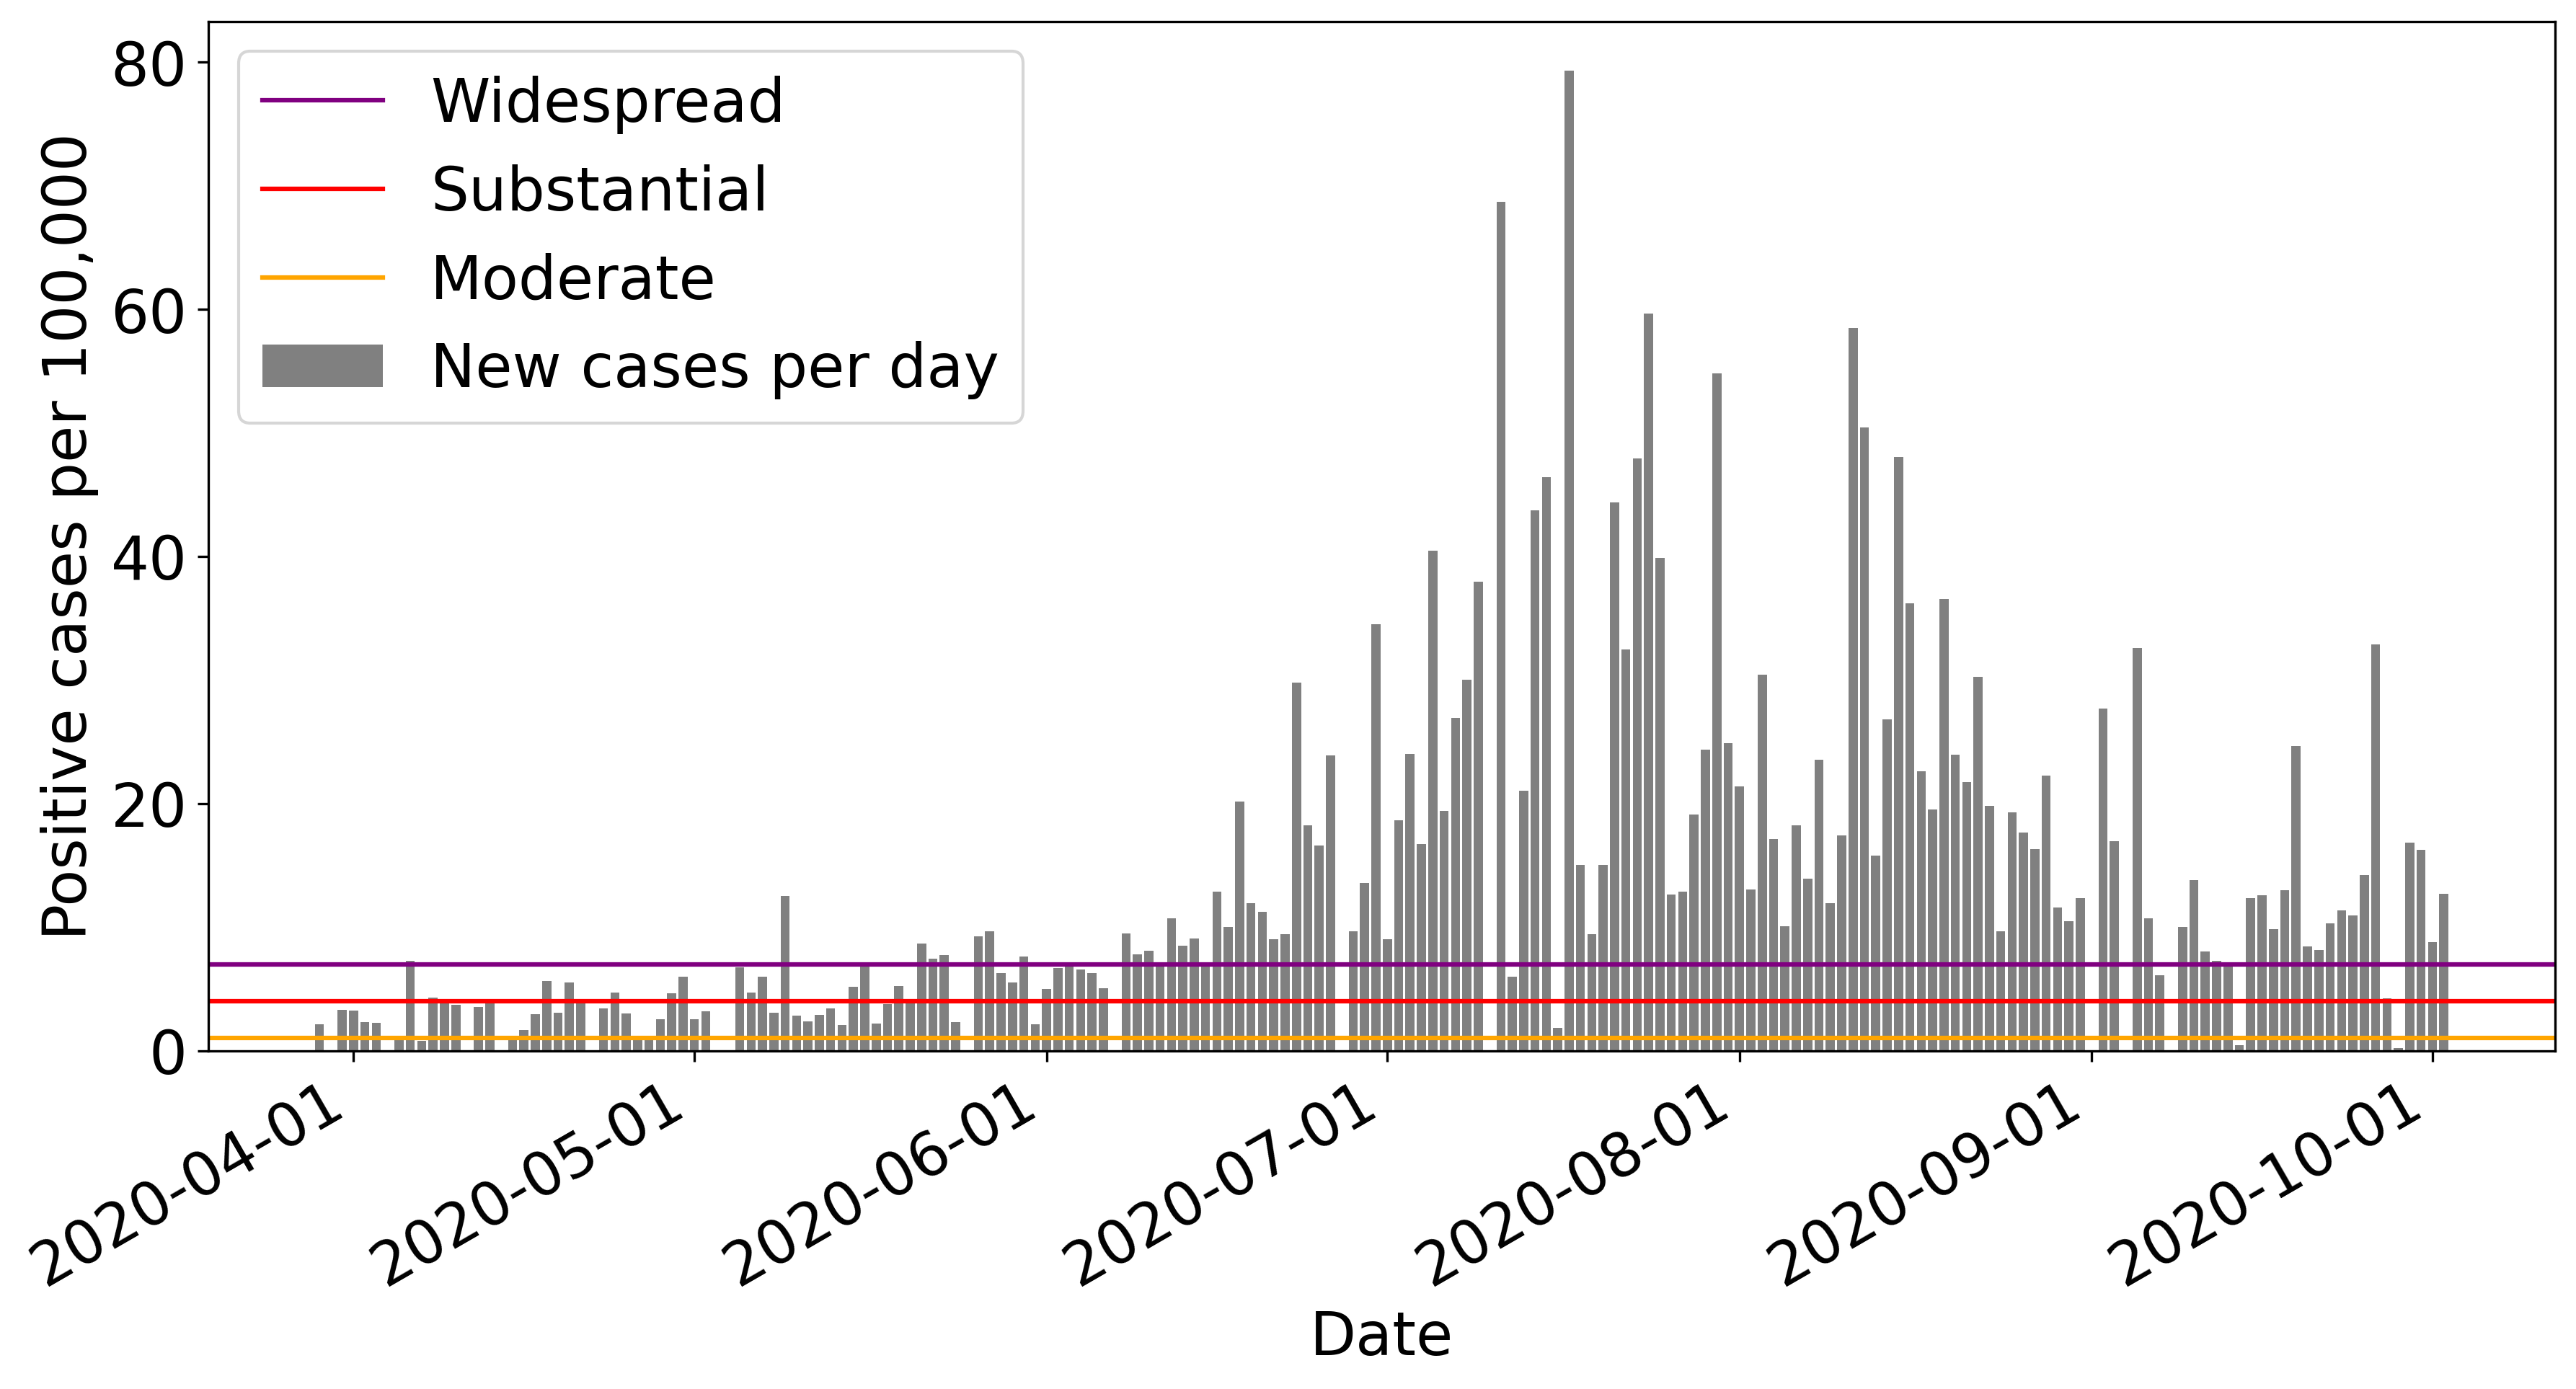 Positive cases per 100,000
80
60
40
20
0
Widespread
Substantial
Moderate
New cases per day
2020-04-01
2020-05-01
2020-06-01
2020-07-01
2020-08-01
2020-09-01
2020-10-01
Date